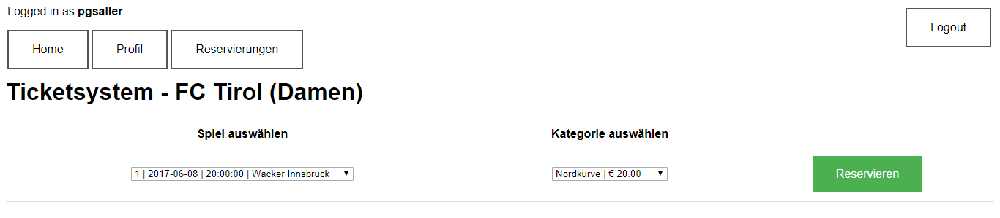 Logged in as pgsaller
Logout
Home Profil Reservierungen
Ticketsystem - FC Tirol (Damen)
Spiel auswählen Kategorie auswählen
1 | 2017-06-08 | 20:00:00 | Wacker Innsbruck Nordkurve | € 20.00 Reservieren